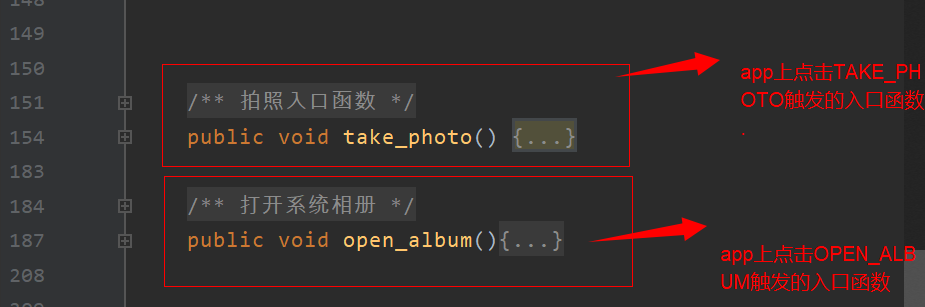 148
149
150
151 /** 拍照入口函数 */
154 public void take_photo() {...}
183
184 /** 打开系统相册 */
187 public void open_album(){...}
208
app上点击TAKE_PH
OTO触发的入口函数
.
app上点击OPEN_ALB
UM触发的入口函数